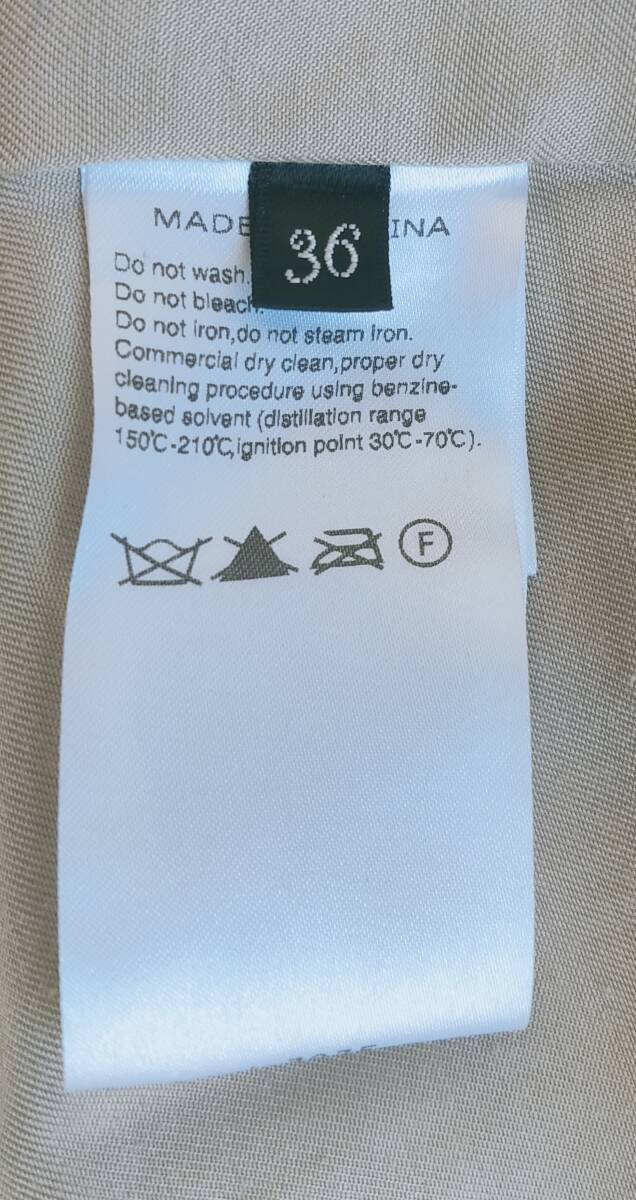 MADE INA
36
Do not wash.
Do not bleach.
Do not iron,do not steam iron.
Commercial dry clean,proper dry
cleaning procedure using benzine-
based solvent (distillation range
150℃-210℃,ignition point 30℃-70℃).
F